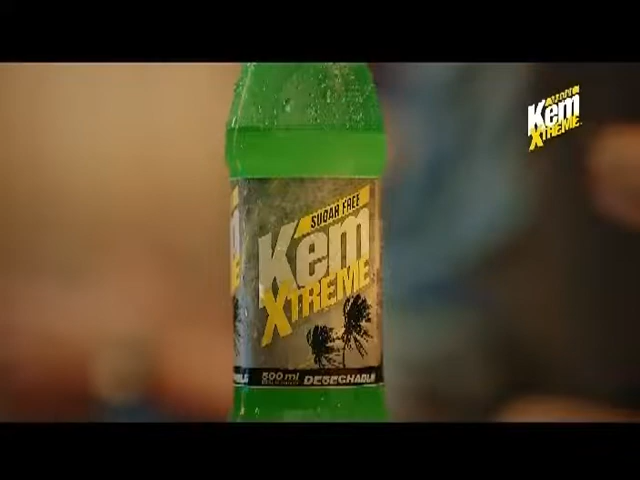 SUGAR FREE
Kem
XTREME
500 ml
DESECHABLE
Kem
XTREME